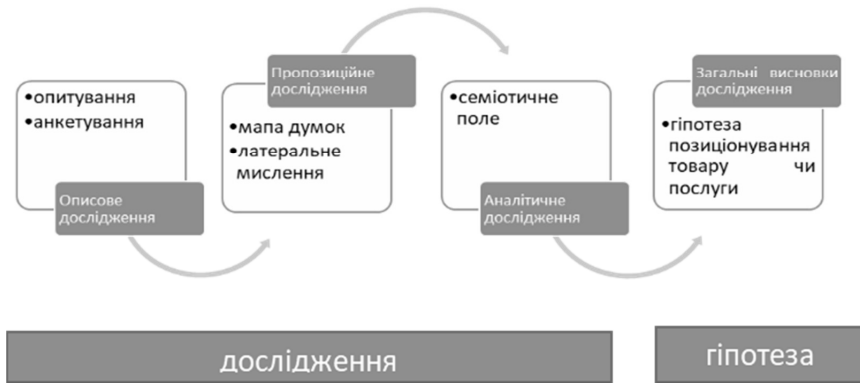 •опитування
•анкетування
Описове
дослідження
Пропозиційне
дослідження
•мапа думок
•латеральне
мислення
•семіотичне
поле
Аналітичне
дослідження
Загальні висновки
дослідження
•гіпотеза
позиціонування
товару чи
послуги
дослідження
гіпотеза